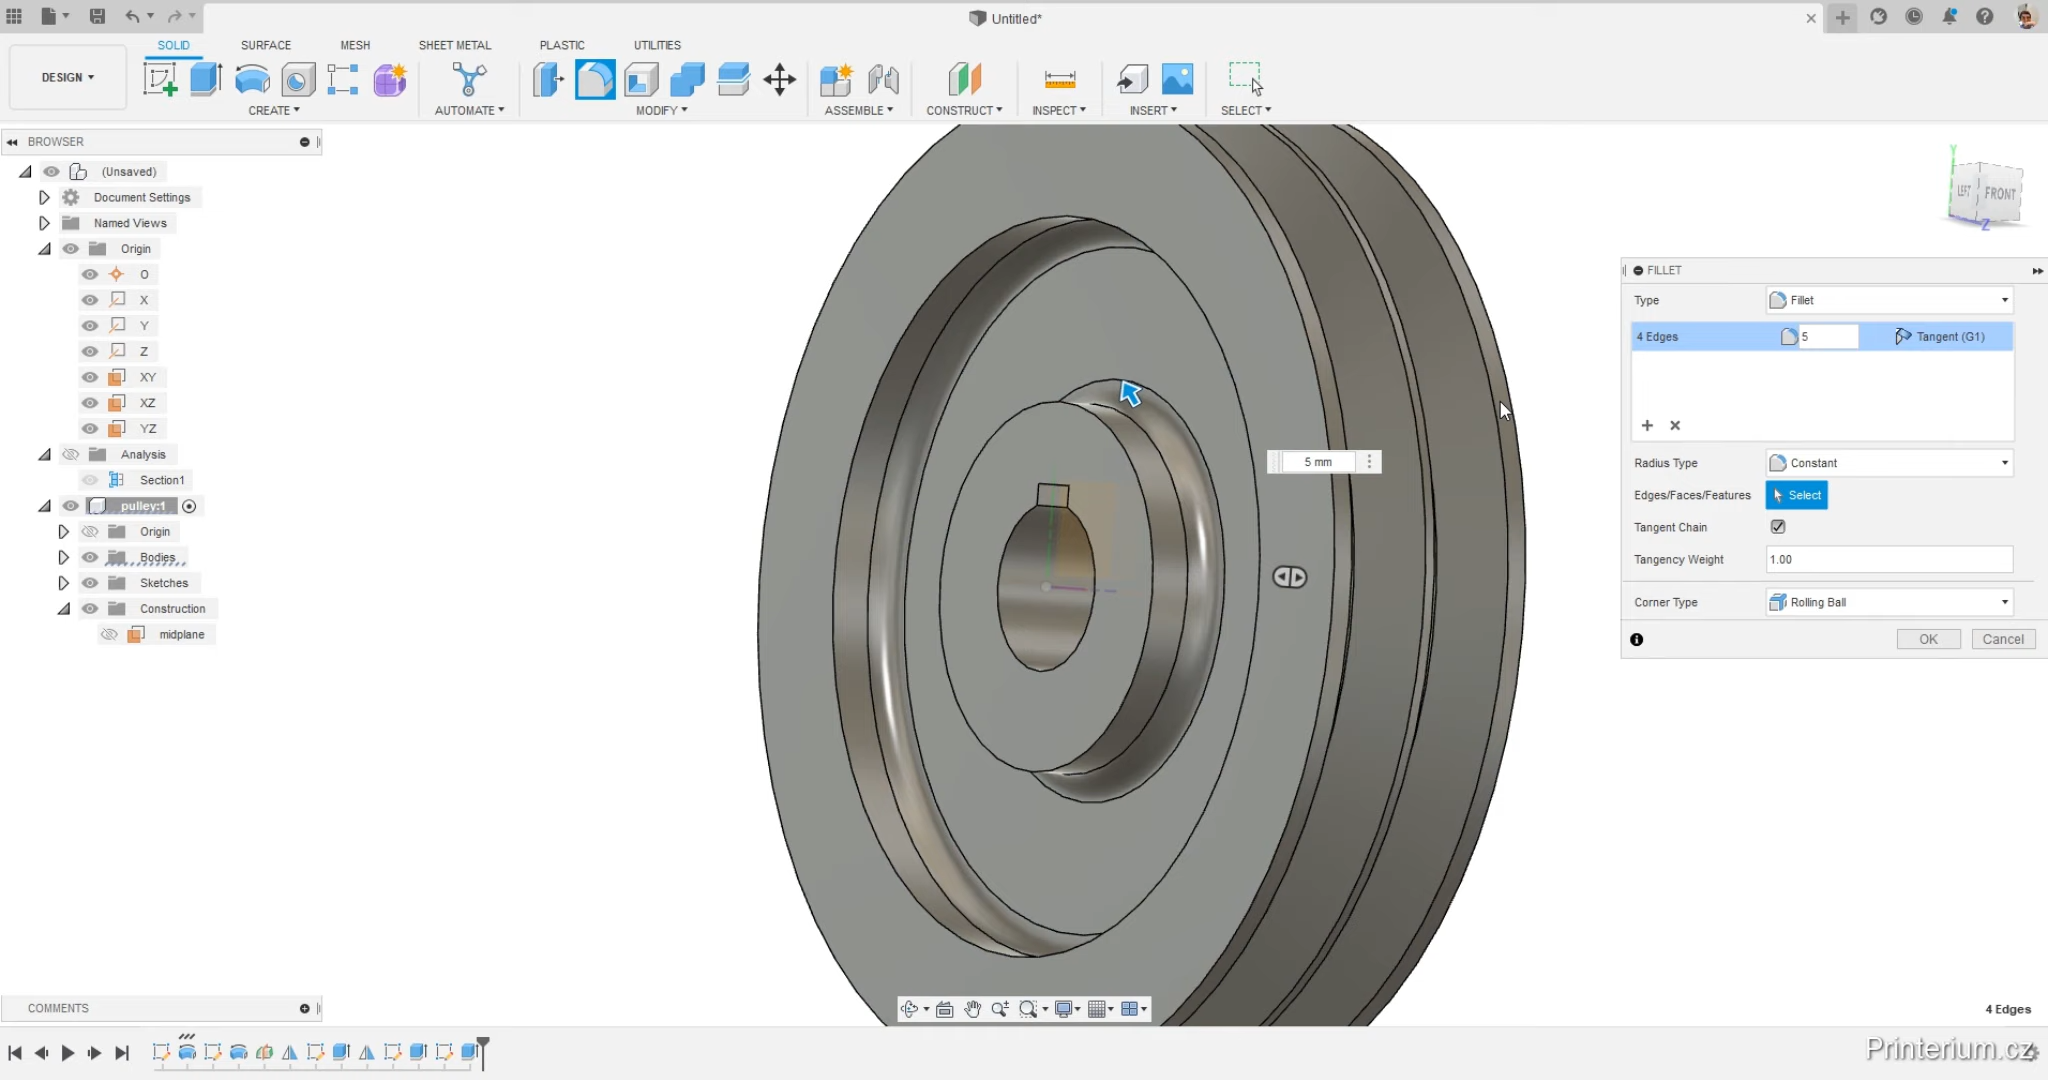 Untitled*
SOLID SURFACE MESH SHEET METAL PLASTIC UTILITIES
DESIGN
CREATE AUTOMATE MODIFY ASSEMBLE CONSTRUCT INSPECT INSERT SELECT
BROWSER
(Unsaved)
Document Settings
Named Views
Origin
O
X
Y
Z
XY
XZ
YZ
Analysis
Section1
pulley:1
Origin
Bodies
Sketches
Construction
midplane
Y
LEFT FRONT
Z
FILLET
Type Fillet
4 Edges 5 Tangent (G1)
5 mm
Radius Type Constant
Edges/Faces/Features Select
Tangent Chain
Tangency Weight 1.00
Corner Type Rolling Ball
OK Cancel
COMMENTS
4 Edges
Printerium.cz